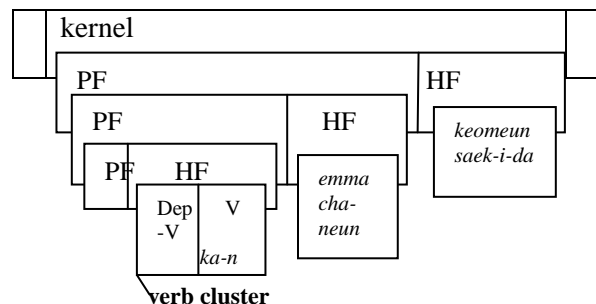 kernel
PF HF
PF HF
keomeun
saek-i-da
PF HF
emma
cha-
neun
Dep
-V
V
ka-n
verb cluster